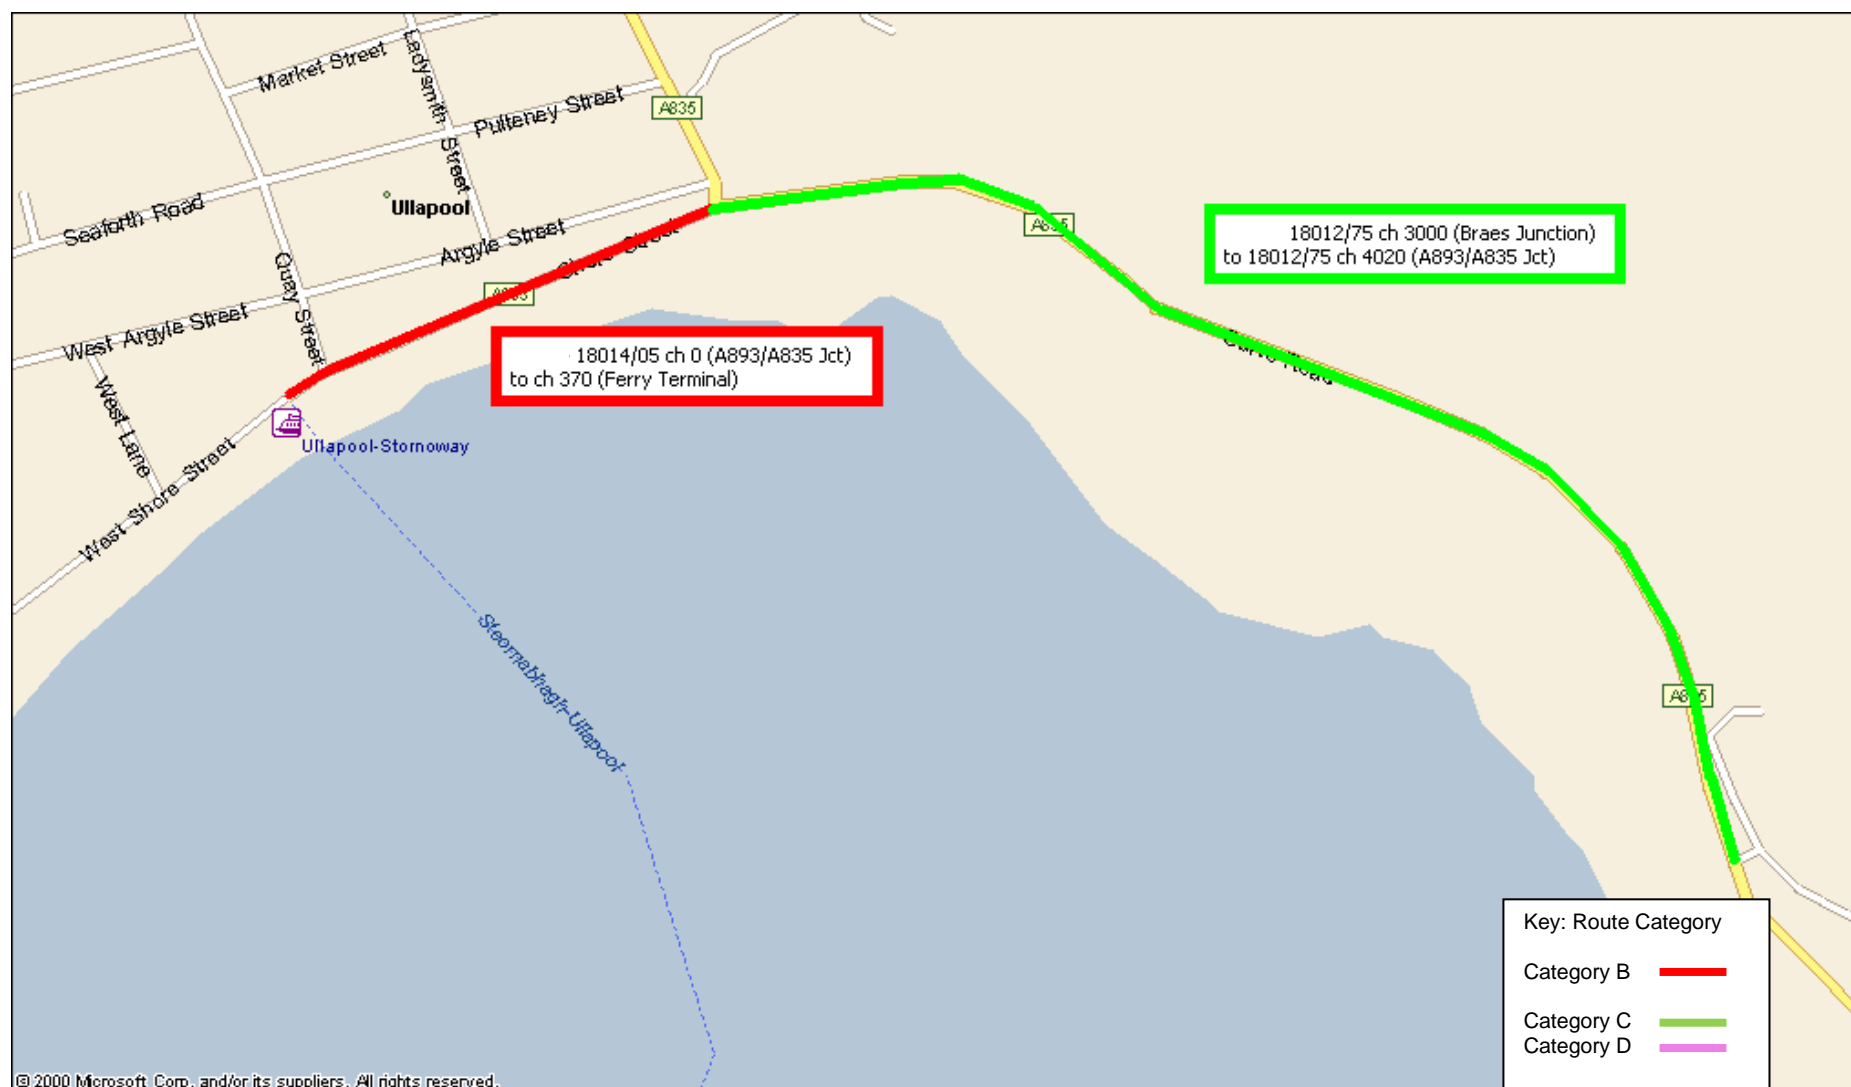 Market Street
Ladysmith Street
A835
Pulteney Street
Ullapool
Seaforth Road
Argyle Street
Street
Quay Street
West Argyle Street
West Lane
West Shore Street
Ullapool-Stornoway
Steornabhagh-Ullapool
18014/05 ch 0 (A893/A835 Jct)
to ch 370 (Ferry Terminal)
18012/75 ch 3000 (Braes Junction)
to 18012/75 ch 4020 (A893/A835 Jct)
A835
Road
Key: Route Category
Category B
Category C
Category D
© 2000 Microsoft Corp. and/or its suppliers. All rights reserved.